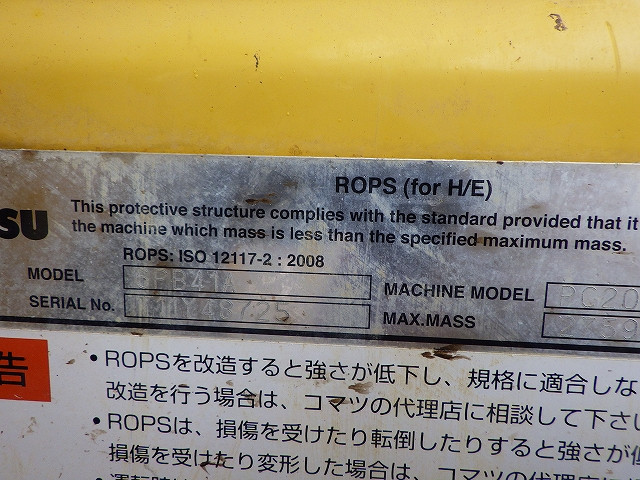 ROPS (for H/E)
SU
This protective structure complies with the standard provided that it
the machine which mass is less than the specified maximum mass.
ROPS: ISO 12117-2 : 2008
MODEL
MACHINE MODEL PC20
SERIAL No.
MAX.MASS
告
• ROPSを改造すると強さが低下し、規格に適合しな
改造を行う場合は、コマツの代理店に相談して下さい
• ROPSは、損傷を受けたり転倒したりすると強さが低
損傷を受けたり変形した場合は、コマツの代理店に